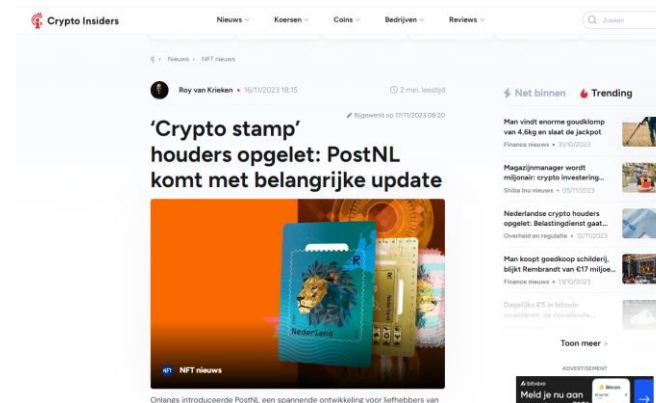 Crypto Insiders
Nieuws
Koersen
Coins
Bedrijven
Reviews
Zoeken
Nieuws › NFT nieuws
Roy van Krieken • 16/11/2023 18:15
2 min. leestijd
Bijgewerkt op 17/11/2023 08:20
‘Crypto stamp’
houders opgelet: PostNL
komt met belangrijke update
R
Nederland
NFT nieuws
Onlangs introduceerde PostNL een spannende ontwikkeling voor liefhebbers van
Net binnen
Trending
Man vindt enorme goudklomp
van 4,6kg en slaat de jackpot
Finance nieuws • 31/10/2023
Magazijnmanager wordt
miljonair: crypto investering...
Shiba Inu nieuws • 05/11/2023
Nederlandse crypto houders
opgelet: Belastingdienst gaat...
Overheid en regulatie • 12/11/2023
Man koopt goedkoop schilderij,
blijkt Rembrandt van €17 miljoe...
Finance nieuws • 13/10/2023
Degelijks €5 in bitcoin
investeren: de
Toon meer ›
ADVERTISEMENT
bitvavo
Meld je nu aan
Bitcoin